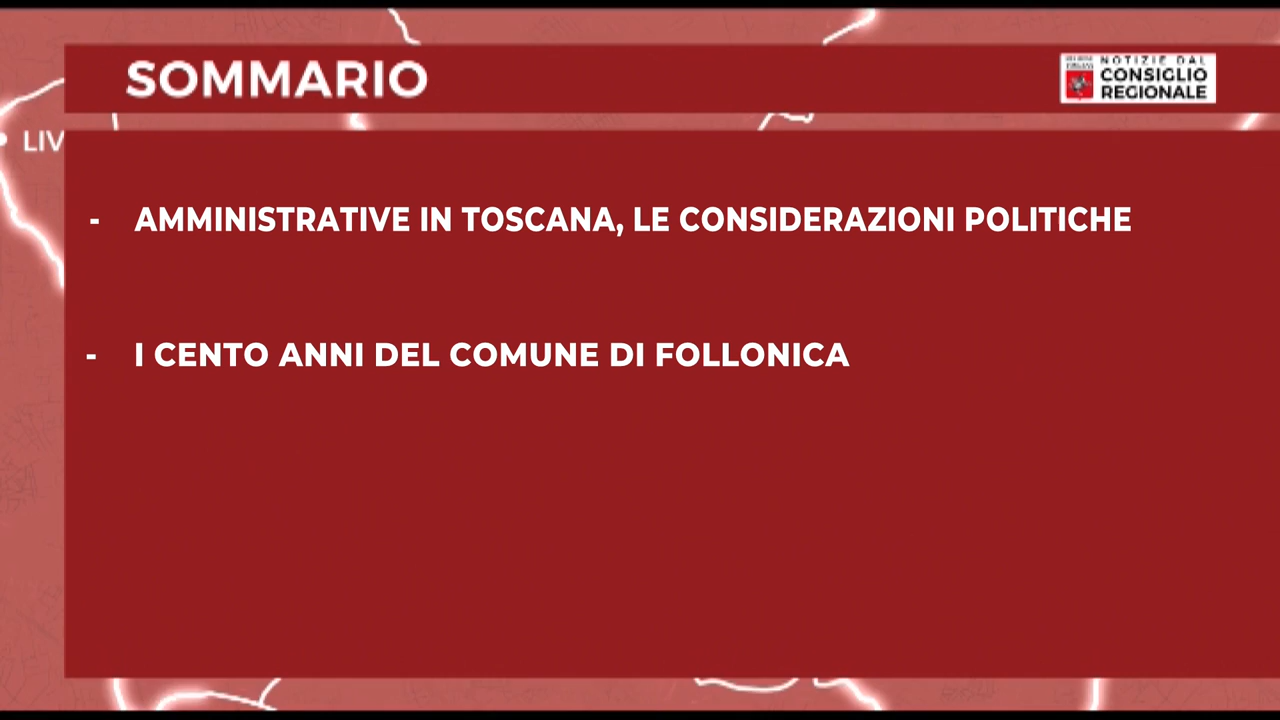 SOMMARIO
NOTIZIE DAL
CONSIGLIO
REGIONALE
LIV
- AMMINISTRATIVE IN TOSCANA, LE CONSIDERAZIONI POLITICHE
- I CENTO ANNI DEL COMUNE DI FOLLONICA